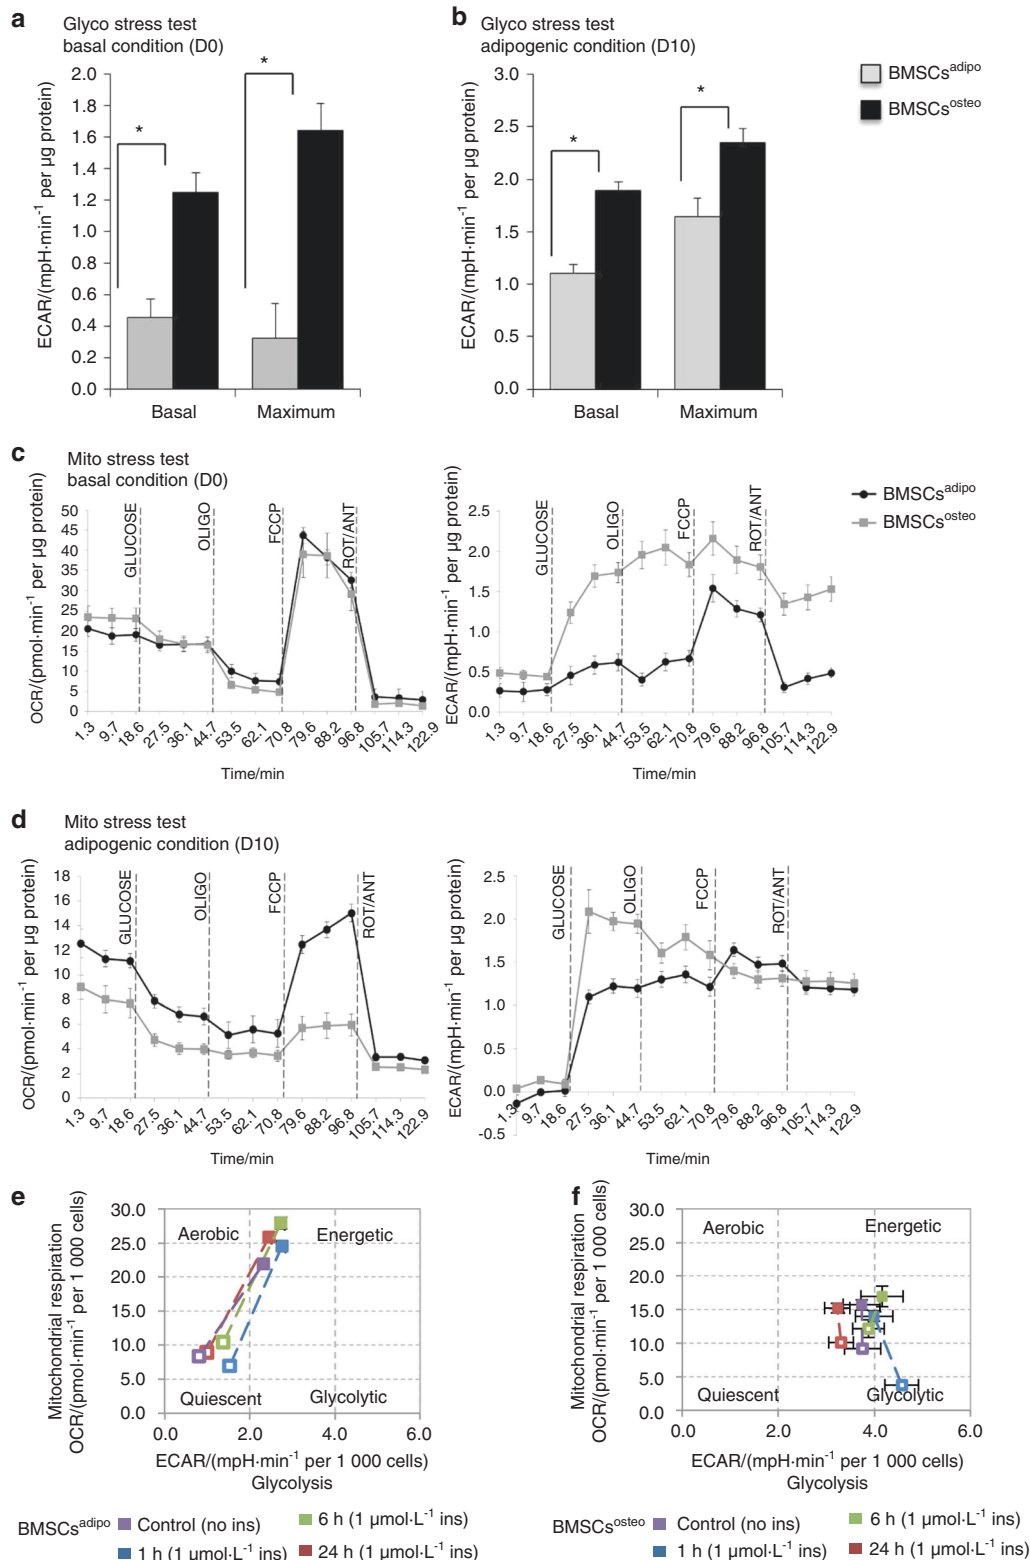 a
Glyco stress test
basal condition (D0)
ECAR/(mpH·min⁻¹ per µg protein)
2.0
1.8
1.6
1.4
1.2
1.0
0.8
0.6
0.4
0.2
0.0
*
*
Basal
Maximum
b
Glyco stress test
adipogenic condition (D10)
ECAR/(mpH·min⁻¹ per µg protein)
3.0
2.5
2.0
1.5
1.0
0.5
0.0
*
*
Basal
Maximum
BMSCsᵃᵈⁱᵖᵒ
BMSCsᵒˢᵗᵉᵒ
c
Mito stress test
basal condition (D0)
OCR/(pmol·min⁻¹ per µg protein)
50
45
40
35
30
25
20
15
10
5
0
GLUCOSE
OLIGO
FCCP
ROT/ANT
1.3
9.7
18.6
27.5
36.1
44.7
53.5
62.1
70.8
79.6
88.2
96.8
105.7
114.3
122.9
Time/min
ECAR/(mpH·min⁻¹ per µg protein)
2.5
2.0
1.5
1.0
0.5
0.0
GLUCOSE
OLIGO
FCCP
ROT/ANT
1.3
9.7
18.6
27.5
36.1
44.7
53.5
62.1
70.8
79.6
88.2
96.8
105.7
114.3
122.9
Time/min
BMSCsᵃᵈⁱᵖᵒ
BMSCsᵒˢᵗᵉᵒ
d
Mito stress test
adipogenic condition (D10)
OCR/(pmol·min⁻¹ per µg protein)
18
16
14
12
10
8
6
4
2
0
GLUCOSE
OLIGO
FCCP
ROT/ANT
1.3
9.7
18.6
27.5
36.1
44.7
53.5
62.1
70.8
79.6
88.2
96.8
105.7
114.3
122.9
Time/min
ECAR/(mpH·min⁻¹ per µg protein)
2.5
2.0
1.5
1.0
0.5
0.0
-0.5
GLUCOSE
OLIGO
FCCP
ROT/ANT
1.3
9.7
18.6
27.5
36.1
44.7
53.5
62.1
70.8
79.6
88.2
96.8
105.7
114.3
122.9
Time/min
e
Mitochondrial respiration
OCR/(pmol·min⁻¹ per 1 000 cells)
30.0
25.0
20.0
15.0
10.0
5.0
0.0
Aerobic
Energetic
Quiescent
Glycolytic
0.0
2.0
4.0
6.0
ECAR/(mpH·min⁻¹ per 1 000 cells)
Glycolysis
BMSCsᵃᵈⁱᵖᵒ
Control (no ins)
6 h (1 µmol·L⁻¹ ins)
1 h (1 µmol·L⁻¹ ins)
24 h (1 µmol·L⁻¹ ins)
f
Mitochondrial respiration
OCR/(pmol·min⁻¹ per 1 000 cells)
30.0
25.0
20.0
15.0
10.0
5.0
0.0
Aerobic
Energetic
Quiescent
Glycolytic
0.0
2.0
4.0
6.0
ECAR/(mpH·min⁻¹ per 1 000 cells)
Glycolysis
BMSCsᵒˢᵗᵉᵒ
Control (no ins)
6 h (1 µmol·L⁻¹ ins)
1 h (1 µmol·L⁻¹ ins)
24 h (1 µmol·L⁻¹ ins)